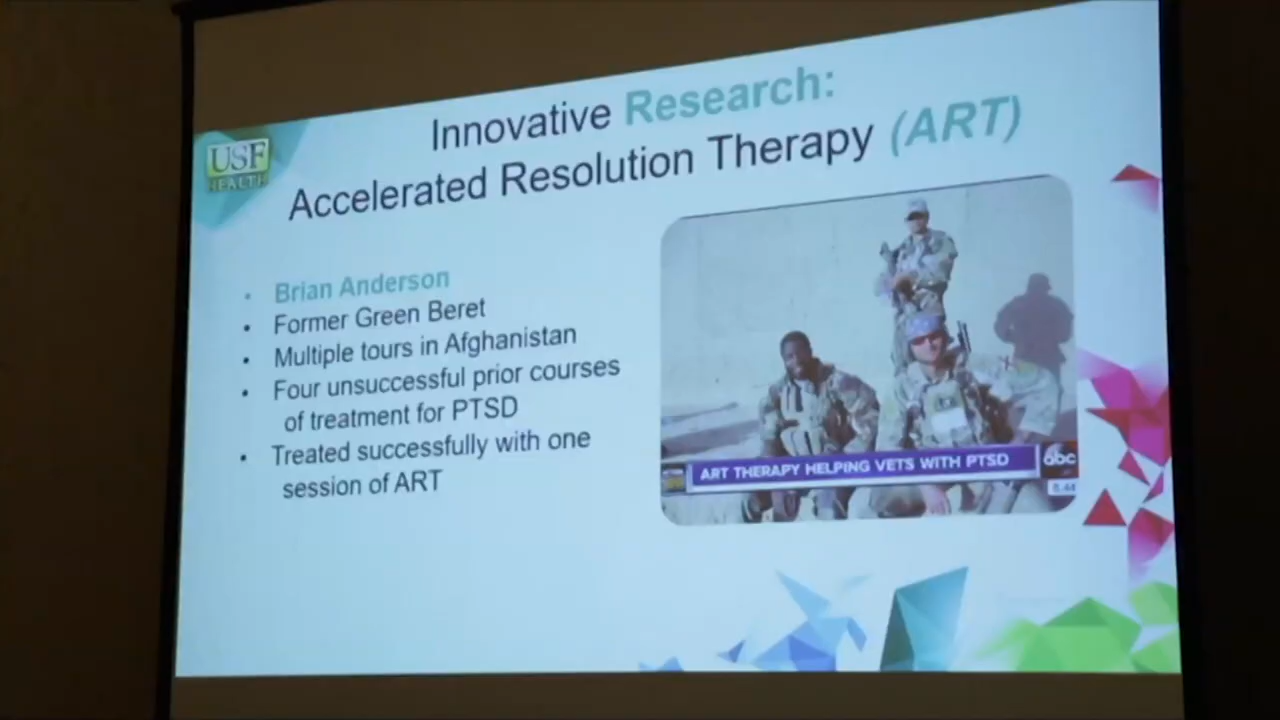 Innovative Research:
Accelerated Resolution Therapy (ART)
USF
HEALTH
• Brian Anderson
• Former Green Beret
• Multiple tours in Afghanistan
• Four unsuccessful prior courses
of treatment for PTSD
• Treated successfully with one
session of ART
ART THERAPY HELPING VETS WITH PTSD
abc